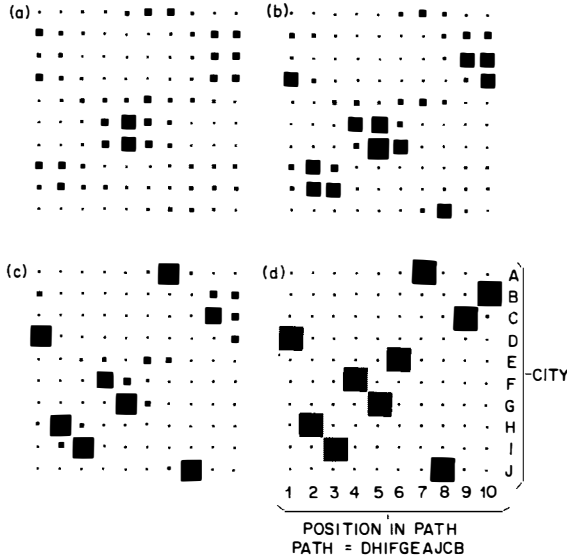 (a)
(b)
(c)
(d)
A
B
C
D
E
F
G
H
I
J
-CITY
1 2 3 4 5 6 7 8 9 10
POSITION IN PATH
PATH = DHIFGEAJCB